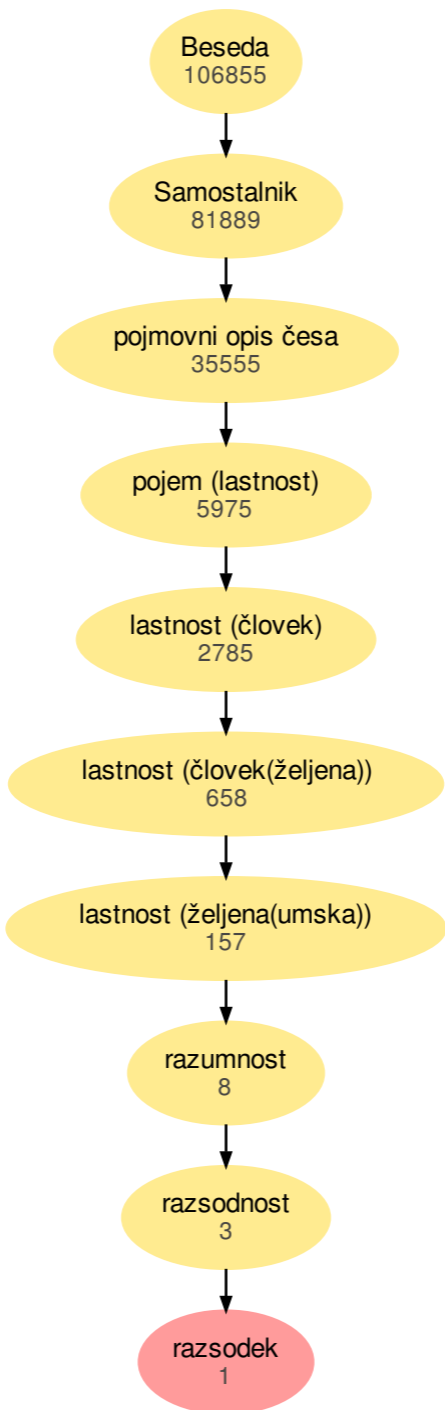 Beseda
106855
Samostalnik
81889
pojmovni opis česa
35555
pojem (lastnost)
5975
lastnost (človek)
2785
lastnost (človek(željena))
658
lastnost (željena(umska))
157
razumnost
8
razsodnost
3
razsodek
1